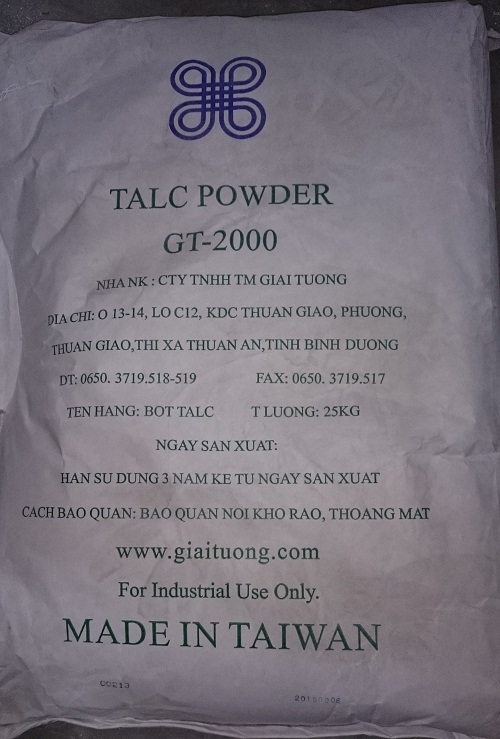 TALC POWDER
GT-2000
NHA NK : CTY TNHH TM GIAI TUONG
DIA CHI: O 13-14, LO C12, KDC THUAN GIAO, PHUONG,
THUAN GIAO,THI XA THUAN AN,TINH BINH DUONG
DT: 0650. 3719.518-519 FAX: 0650. 3719.517
TEN HANG: BOT TALC T LUONG: 25KG
NGAY SAN XUAT:
HAN SU DUNG 3 NAM KE TU NGAY SAN XUAT
CACH BAO QUAN: BAO QUAN NOI KHO RAO, THOANG MAT
www.giaituong.com
For Industrial Use Only.
MADE IN TAIWAN